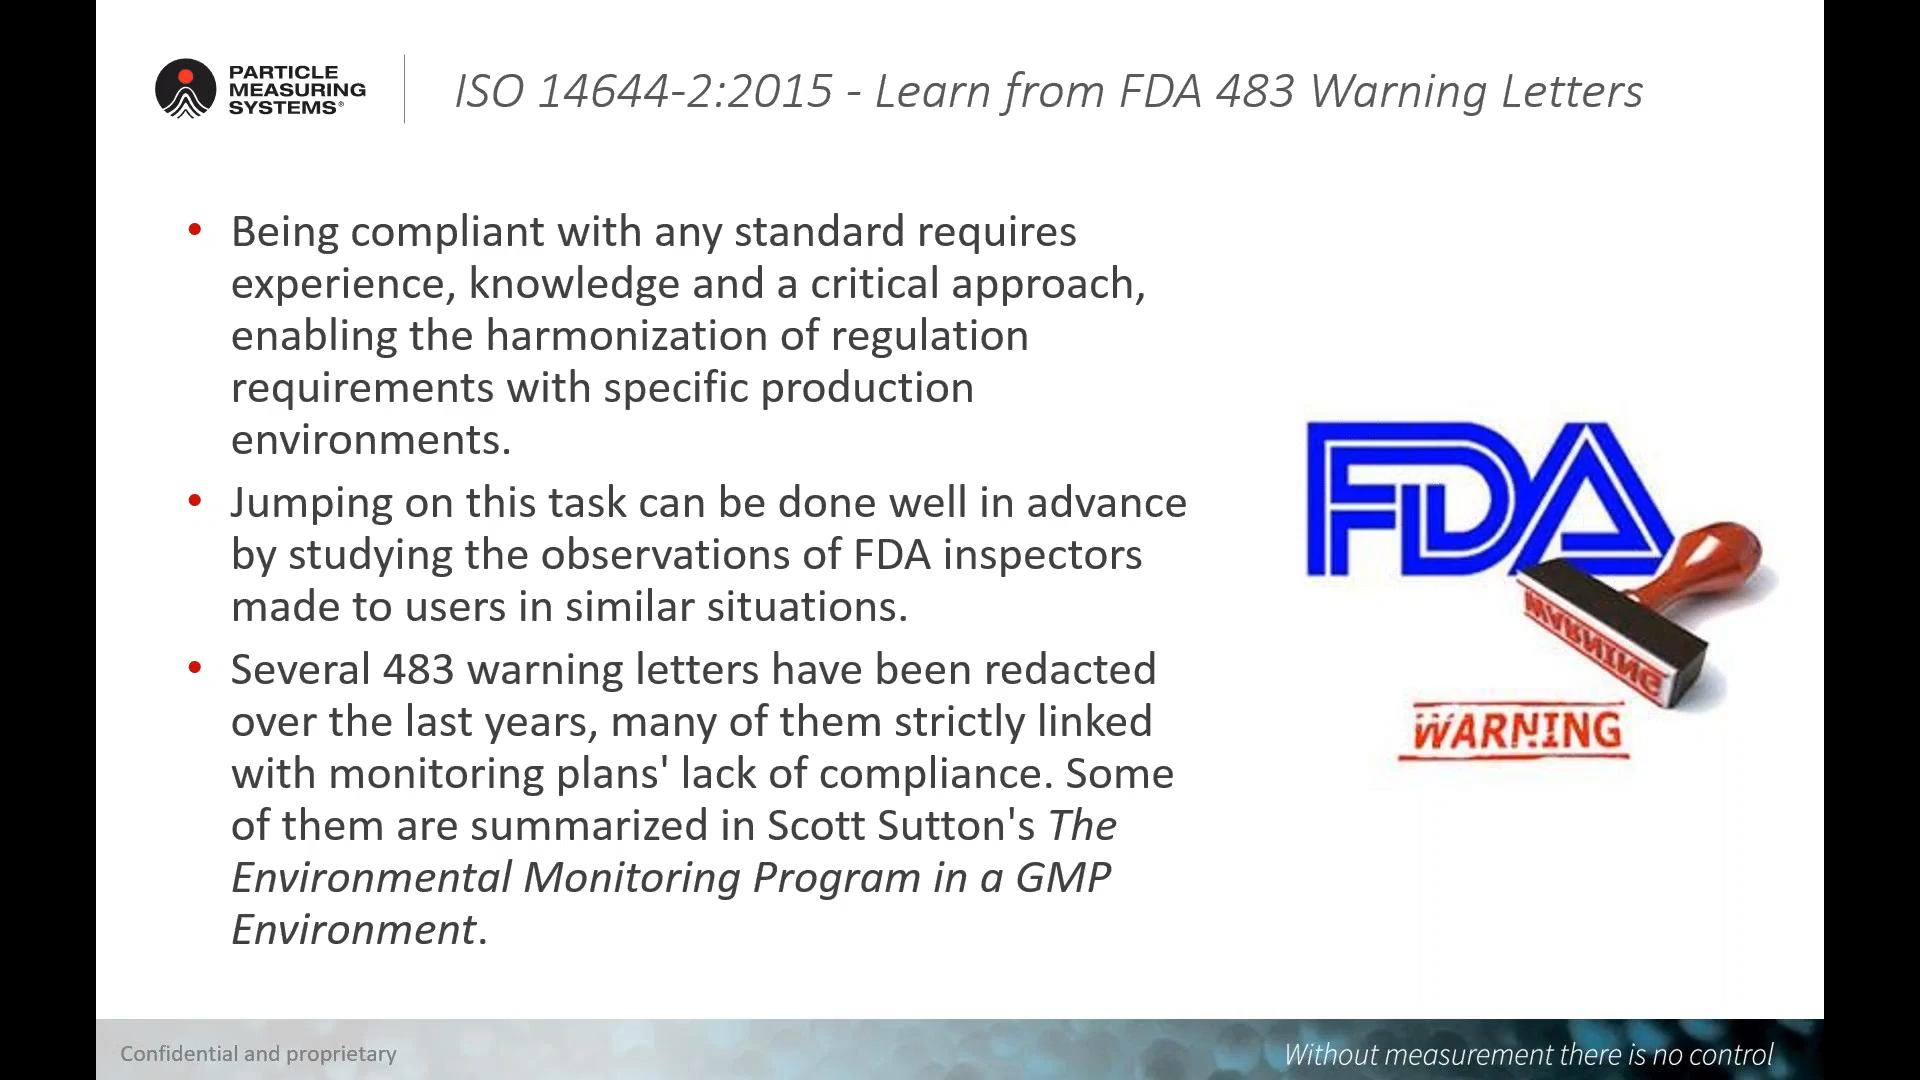 PARTICLE
MEASURING
SYSTEMS®
ISO 14644-2:2015 - Learn from FDA 483 Warning Letters
• Being compliant with any standard requires
experience, knowledge and a critical approach,
enabling the harmonization of regulation
requirements with specific production
environments.
• Jumping on this task can be done well in advance
by studying the observations of FDA inspectors
made to users in similar situations.
• Several 483 warning letters have been redacted
over the last years, many of them strictly linked
with monitoring plans' lack of compliance. Some
of them are summarized in Scott Sutton's The
Environmental Monitoring Program in a GMP
Environment.
FDA
WARNING
WARNING
Confidential and proprietary
Without measurement there is no control